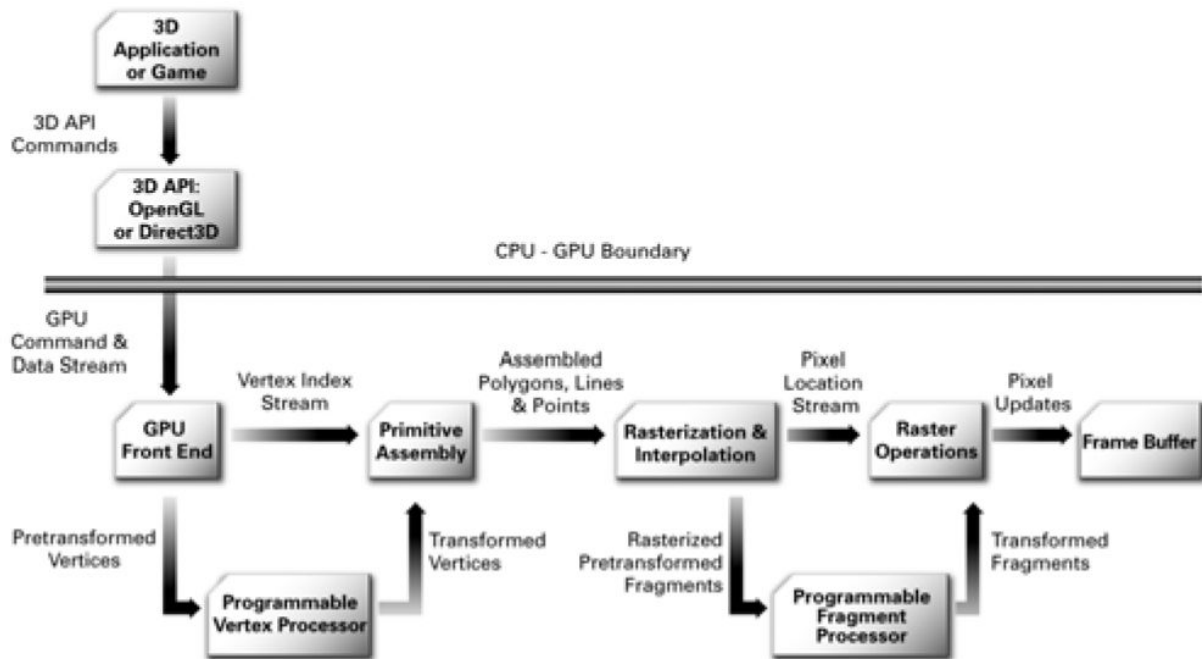 3D
Application
or Game
3D API
Commands
3D API:
OpenGL
or Direct3D
CPU - GPU Boundary
GPU
Command &
Data Stream
Vertex Index
Stream
Assembled
Polygons, Lines
& Points
Pixel
Location
Stream
Pixel
Updates
GPU
Front End
Primitive
Assembly
Rasterization &
Interpolation
Raster
Operations
Frame Buffer
Pretransformed
Vertices
Transformed
Vertices
Rasterized
Pretransformed
Fragments
Transformed
Fragments
Programmable
Vertex Processor
Programmable
Fragment
Processor